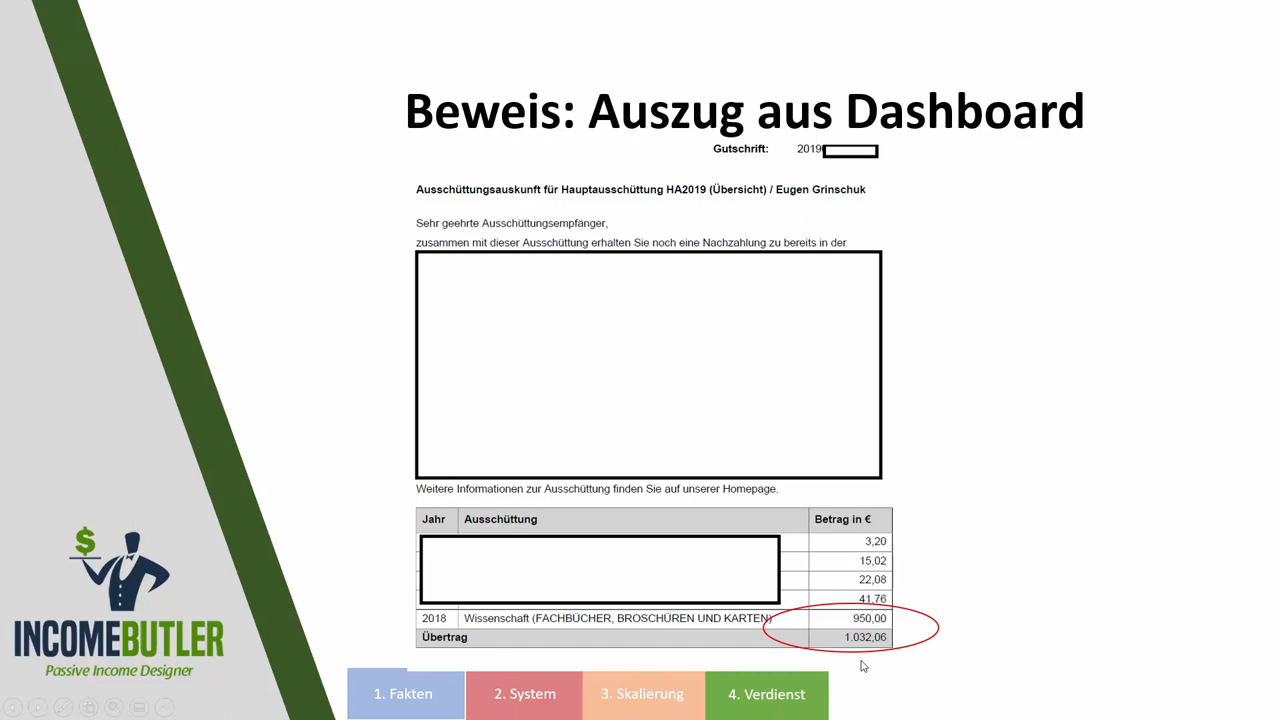 Beweis: Auszug aus Dashboard
Gutschrift: 2019
Ausschüttungsauskunft für Hauptausschüttung HA2019 (Übersicht) / Eugen Grinschuk
Sehr geehrte Ausschüttungsempfänger,
zusammen mit dieser Ausschüttung erhalten Sie noch eine Nachzahlung zu bereits in der
Weitere Informationen zur Ausschüttung finden Sie auf unserer Homepage.
Jahr Ausschüttung Betrag in €
3,20
15,02
22,08
41,76
2018 Wissenschaft (FACHBÜCHER, BROSCHÜREN UND KARTEN) 950,00
Übertrag 1.032,06
$
INCOMEBUTLER
Passive Income Designer
1. Fakten 2. System 3. Skalierung 4. Verdienst